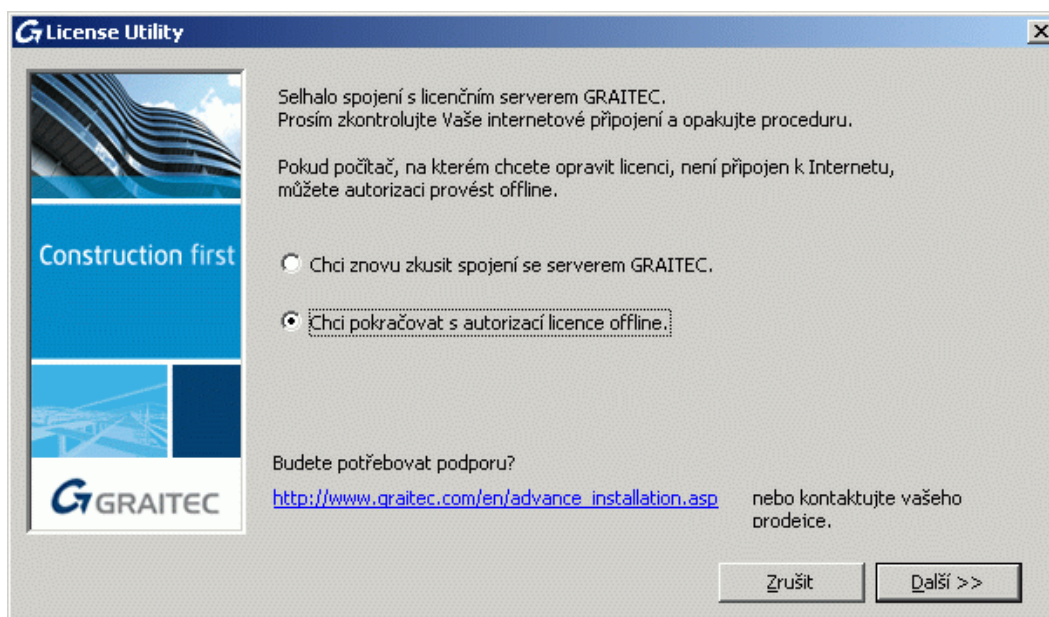 License Utility
Selhalo spojení s licenčním serverem GRAITEC.
Prosím zkontrolujte Vaše internetové připojení a opakujte proceduru.
Pokud počítač, na kterém chcete opravit licenci, není připojen k Internetu,
můžete autorizaci provést offline.
Construction first
Chci znovu zkusit spojení se serverem GRAITEC.
Chci pokračovat s autorizací licence offline.
Budete potřebovat podporu?
http://www.graitec.com/en/advance_installation.asp nebo kontaktujte vašeho
prodejce.
GRAITEC
Zrušit Další >>